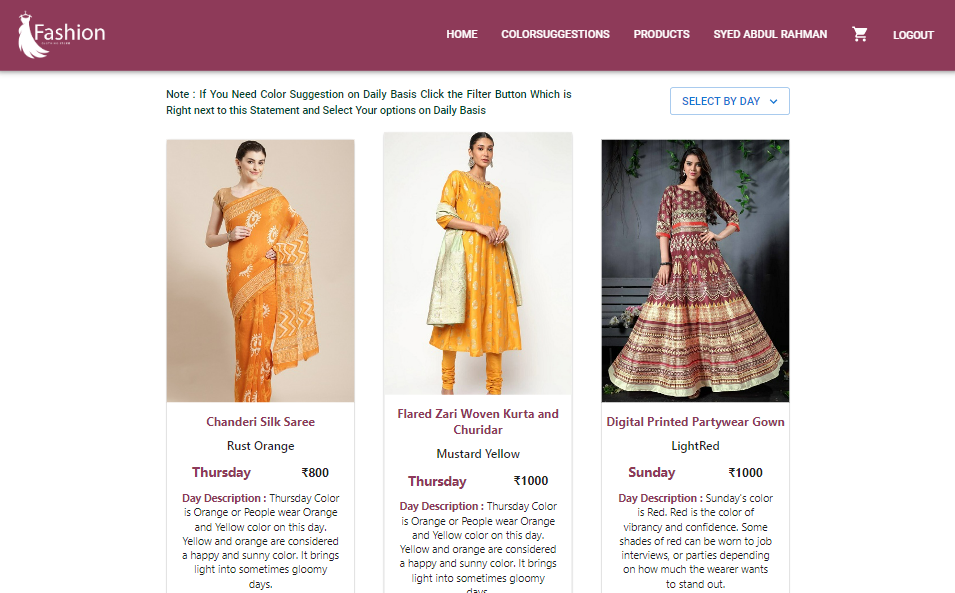 Fashion
HOME
COLORSUGGESTIONS
PRODUCTS
SYED ABDUL RAHMAN
LOGOUT
Note : If You Need Color Suggestion on Daily Basis Click the Filter Button Which is
Right next to this Statement and Select Your options on Daily Basis
SELECT BY DAY
Chanderi Silk Saree
Rust Orange
Thursday ₹800
Day Description : Thursday Color
is Orange or People wear Orange
and Yellow color on this day.
Yellow and orange are considered
a happy and sunny color. It brings
light into sometimes gloomy
days.
Flared Zari Woven Kurta and
Churidar
Mustard Yellow
Thursday ₹1000
Day Description : Thursday Color
is Orange or People wear Orange
and Yellow color on this day.
Yellow and orange are considered
a happy and sunny color. It brings
light into sometimes gloomy
days.
Digital Printed Partywear Gown
LightRed
Sunday ₹1000
Day Description : Sunday's color
is Red. Red is the color of
vibrancy and confidence. Some
shades of red can be worn to job
interviews, or parties depending
on how much the wearer wants
to stand out.